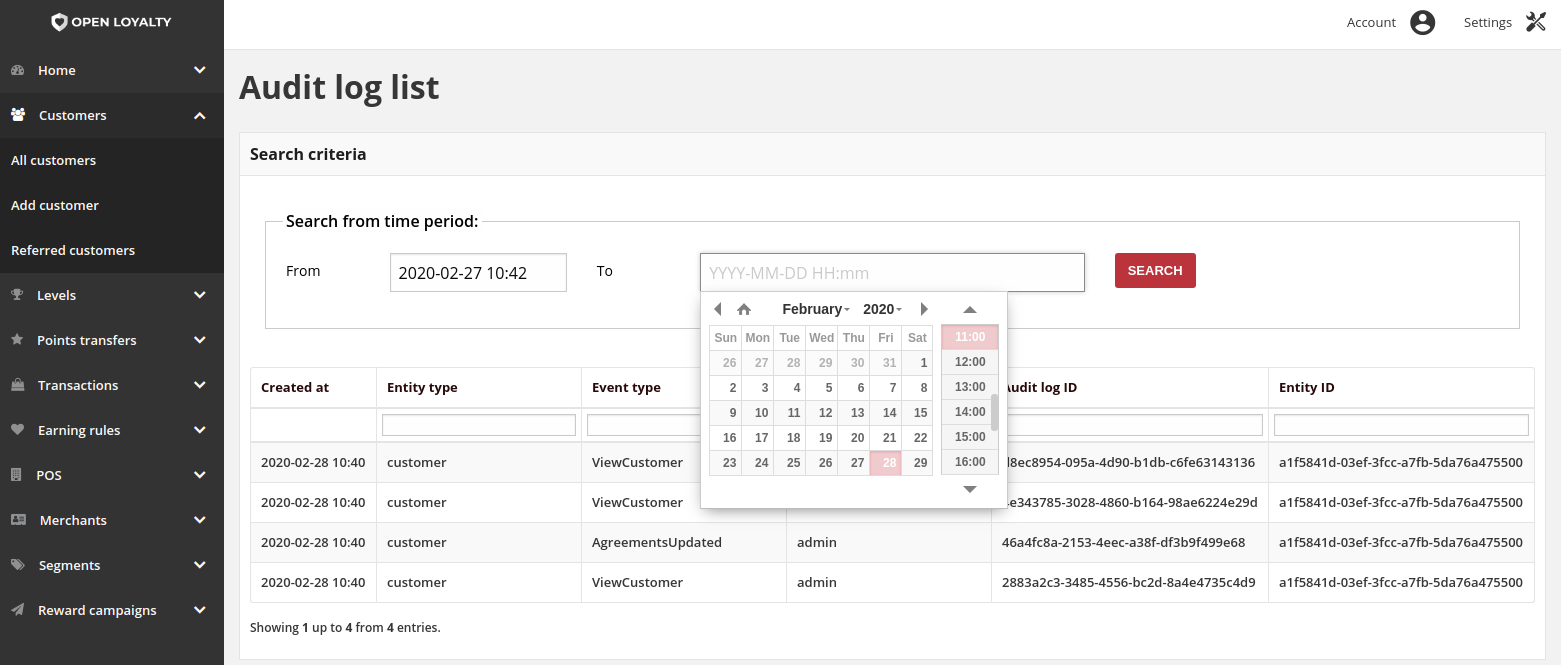 OPEN LOYALTY
Account
Settings
Home
Customers
All customers
Add customer
Referred customers
Levels
Points transfers
Transactions
Earning rules
POS
Merchants
Segments
Reward campaigns
Audit log list
Search criteria
Search from time period:
From 2020-02-27 10:42 To YYYY-MM-DD HH:mm SEARCH
February 2020
Sun Mon Tue Wed Thu Fri Sat
26 27 28 29 30 31 1
2 3 4 5 6 7 8
9 10 11 12 13 14 15
16 17 18 19 20 21 22
23 24 25 26 27 28 29
11:00
12:00
13:00
14:00
15:00
16:00
Created at Entity type Event type Audit log ID Entity ID
2020-02-28 10:40 customer ViewCustomer d8ec8954-095a-4d90-b1db-c6fe63143136 a1f5841d-03ef-3fcc-a7fb-5da76a475500
2020-02-28 10:40 customer ViewCustomer e343785-3028-4860-b164-98ae6224e29d a1f5841d-03ef-3fcc-a7fb-5da76a475500
2020-02-28 10:40 customer AgreementsUpdated admin 46a4fc8a-2153-4eec-a38f-df3b9f499e68 a1f5841d-03ef-3fcc-a7fb-5da76a475500
2020-02-28 10:40 customer ViewCustomer admin 2883a2c3-3485-4556-bc2d-8a4e4735c4d9 a1f5841d-03ef-3fcc-a7fb-5da76a475500
Showing 1 up to 4 from 4 entries.